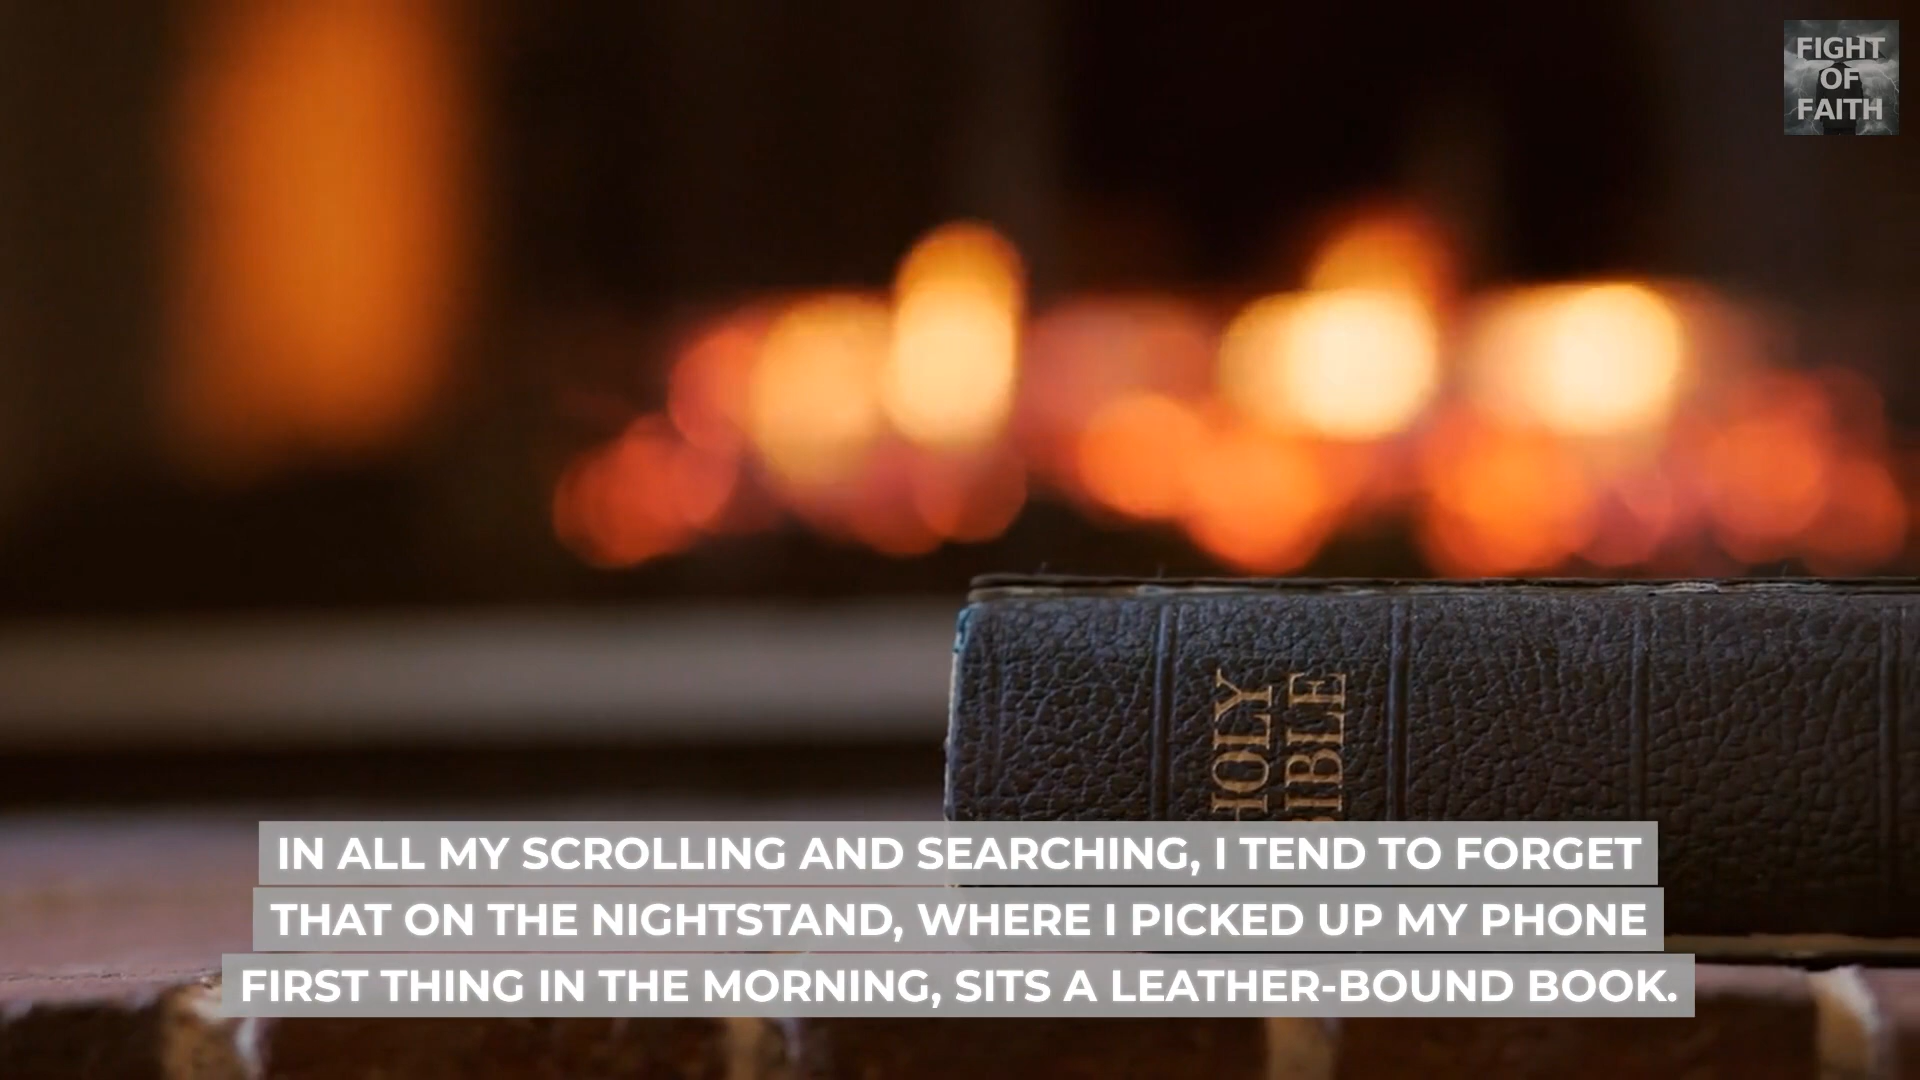 FIGHT
OF
FAITH
HOLY
BIBLE
IN ALL MY SCROLLING AND SEARCHING, I TEND TO FORGET
THAT ON THE NIGHTSTAND, WHERE I PICKED UP MY PHONE
FIRST THING IN THE MORNING, SITS A LEATHER-BOUND BOOK.